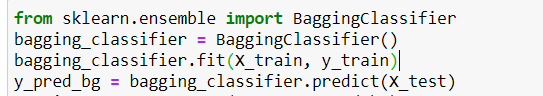 from sklearn.ensemble import BaggingClassifier
bagging_classifier = BaggingClassifier()
bagging_classifier.fit(X_train, y_train)
y_pred_bg = bagging_classifier.predict(X_test)